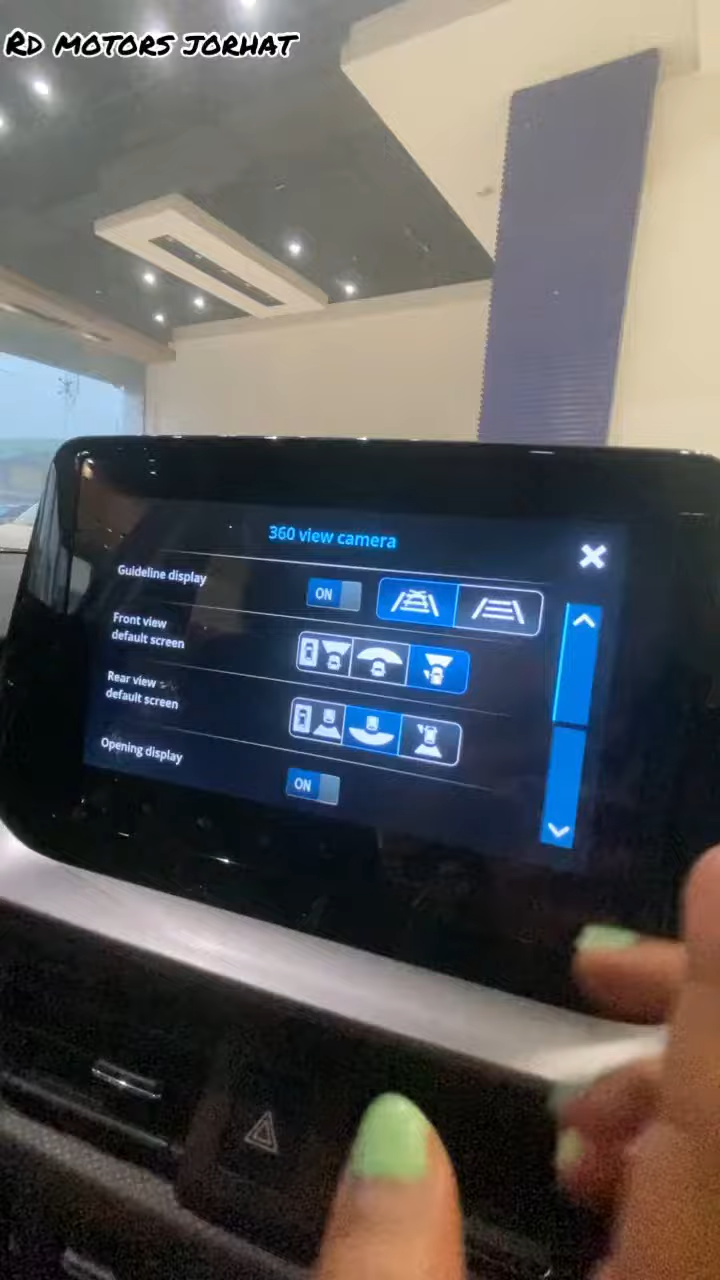 RD MOTORS JORHAT
360 view camera
Guideline display
ON
Front view
default screen
Rear view
default screen
Opening display
ON